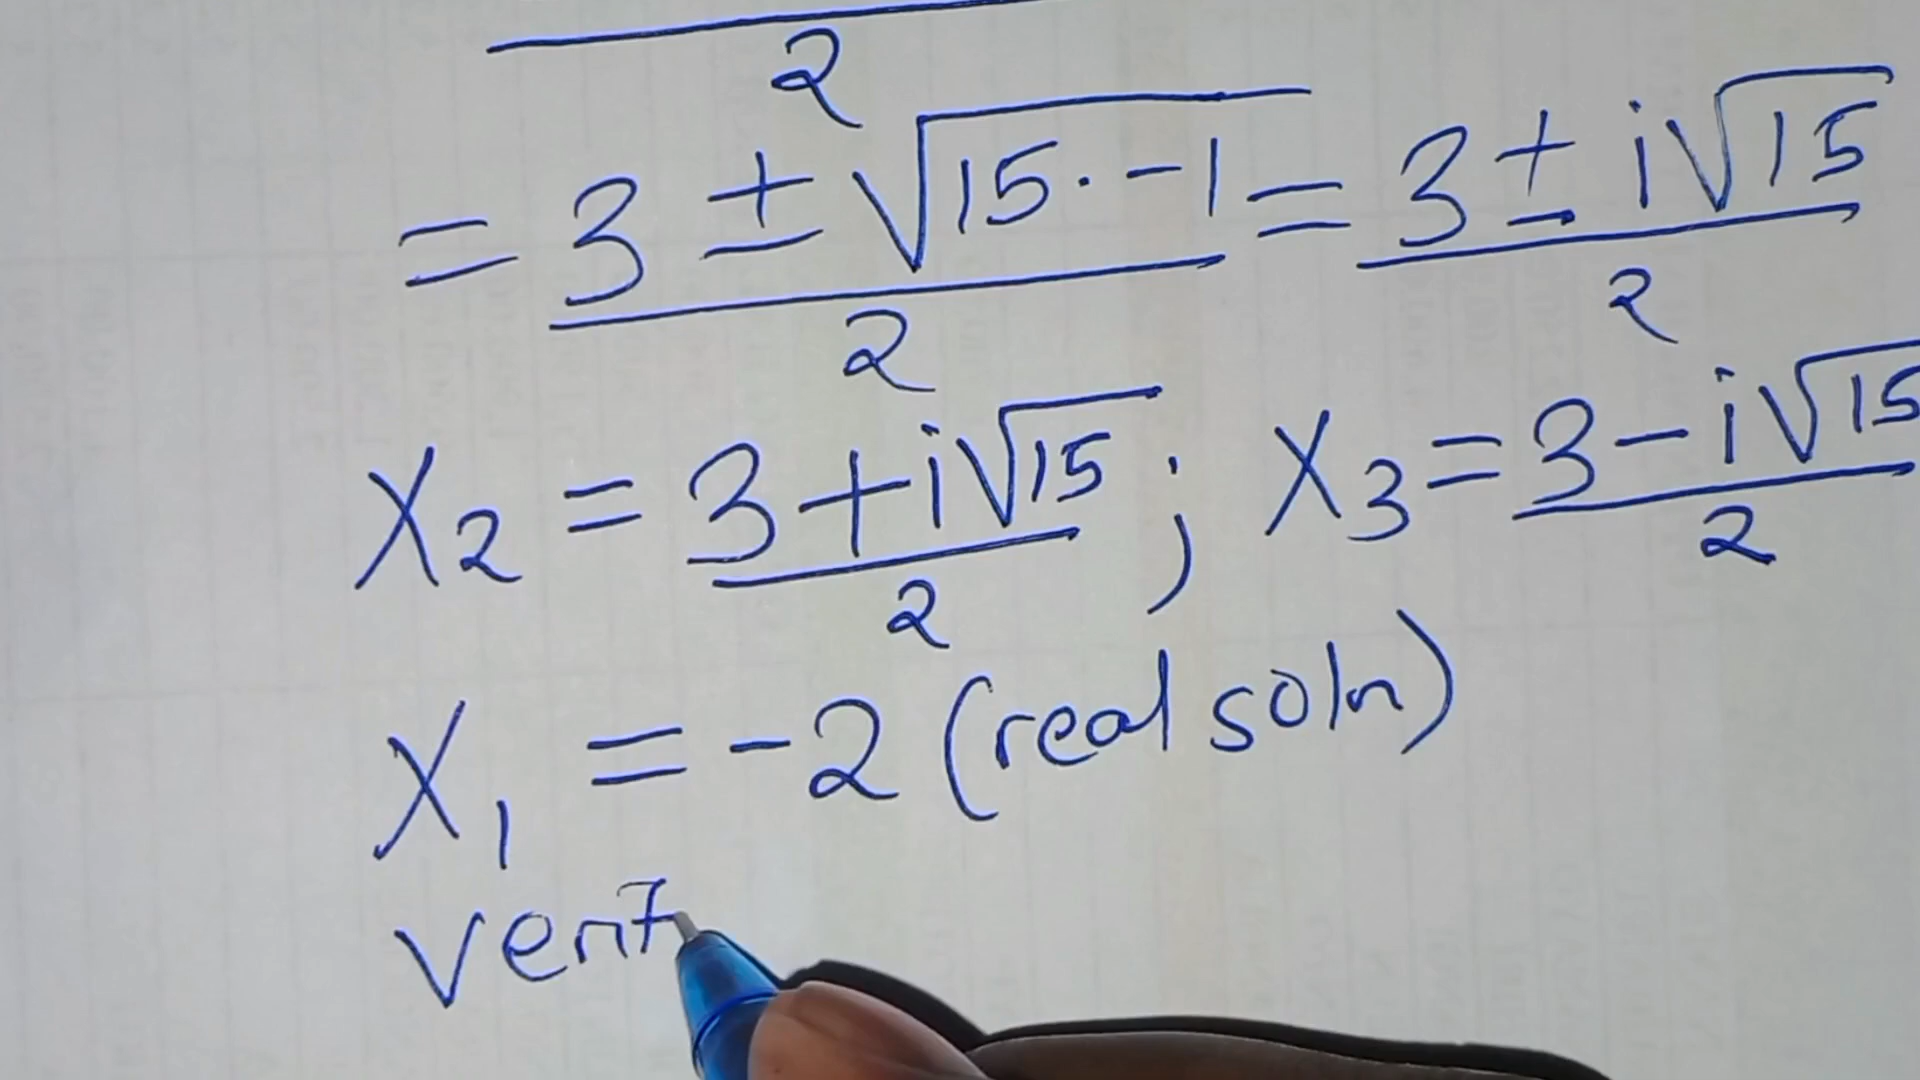 2
= 3 ± √15 · -1 / 2 = 3 ± i√15 / 2
x₂ = 3 + i√15 / 2 ; x₃ = 3 - i√15 / 2
x₁ = -2 (real soln)
verif